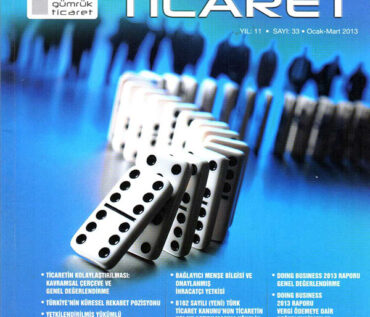 gümrük
ticaret
TİCARET
YIL: 11 • SAYI: 33 • Ocak-Mart 2013
• TİCARETİN KOLAYLAŞTIRILMASI:
KAVRAMSAL ÇERÇEVE VE
GENEL DEĞERLENDİRME
• TÜRKİYE'NİN KÜRESEL REKABET POZİSYONU
• YETKİLENDİRİLMİŞ YÜKÜMLÜ
• BAĞLAYICI MENŞE BİLGİSİ VE
ONAYLANMIŞ
İHRACATÇI YETKİSİ
• 6102 SAYILI (YENİ) TÜRK
TİCARET KANUNU'NUN TİCARETİN
• DOING BUSINESS 2013 RAPORU
GENEL DEĞERLENDİRME
• DOING BUSINESS
2013 RAPORU
VERGİ ÖDEMEYE DAİR